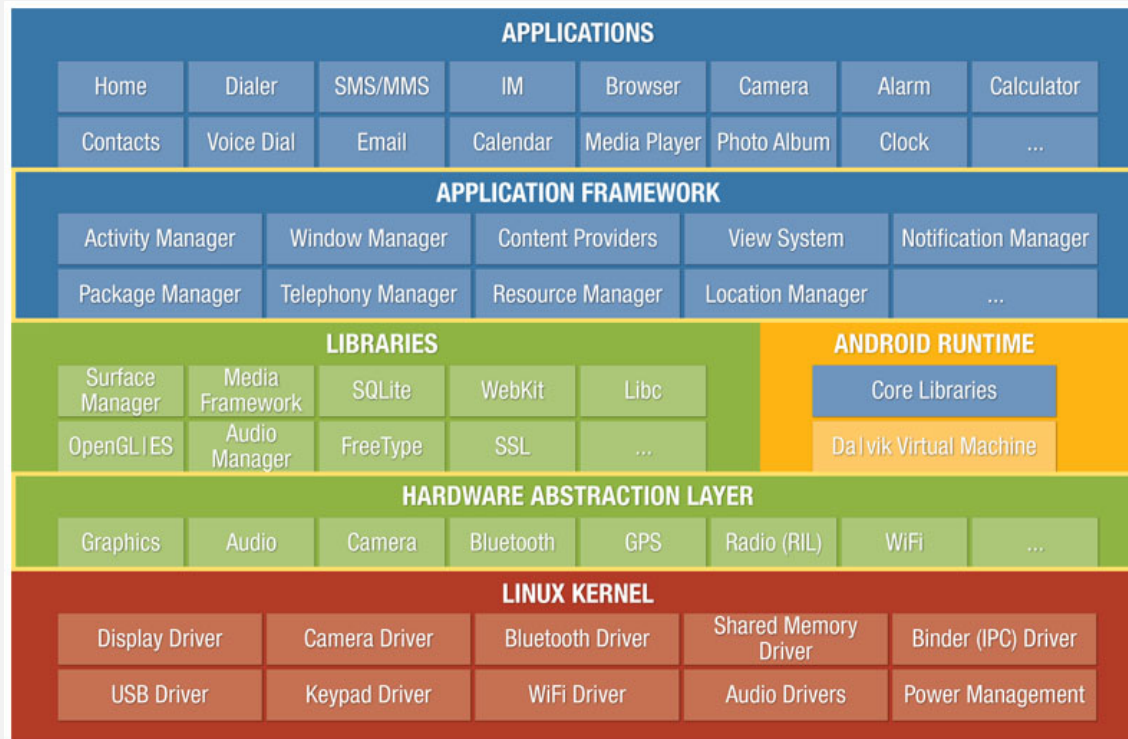 APPLICATIONS
Home Dialer SMS/MMS IM Browser Camera Alarm Calculator
Contacts Voice Dial Email Calendar Media Player Photo Album Clock ...
APPLICATION FRAMEWORK
Activity Manager Window Manager Content Providers View System Notification Manager
Package Manager Telephony Manager Resource Manager Location Manager ...
LIBRARIES
Surface Manager Media Framework SQLite WebKit Libc
OpenGL|ES Audio Manager FreeType SSL ...
ANDROID RUNTIME
Core Libraries
Da|vik Virtual Machine
HARDWARE ABSTRACTION LAYER
Graphics Audio Camera Bluetooth GPS Radio (RIL) WiFi ...
LINUX KERNEL
Display Driver Camera Driver Bluetooth Driver Shared Memory Driver Binder (IPC) Driver
USB Driver Keypad Driver WiFi Driver Audio Drivers Power Management